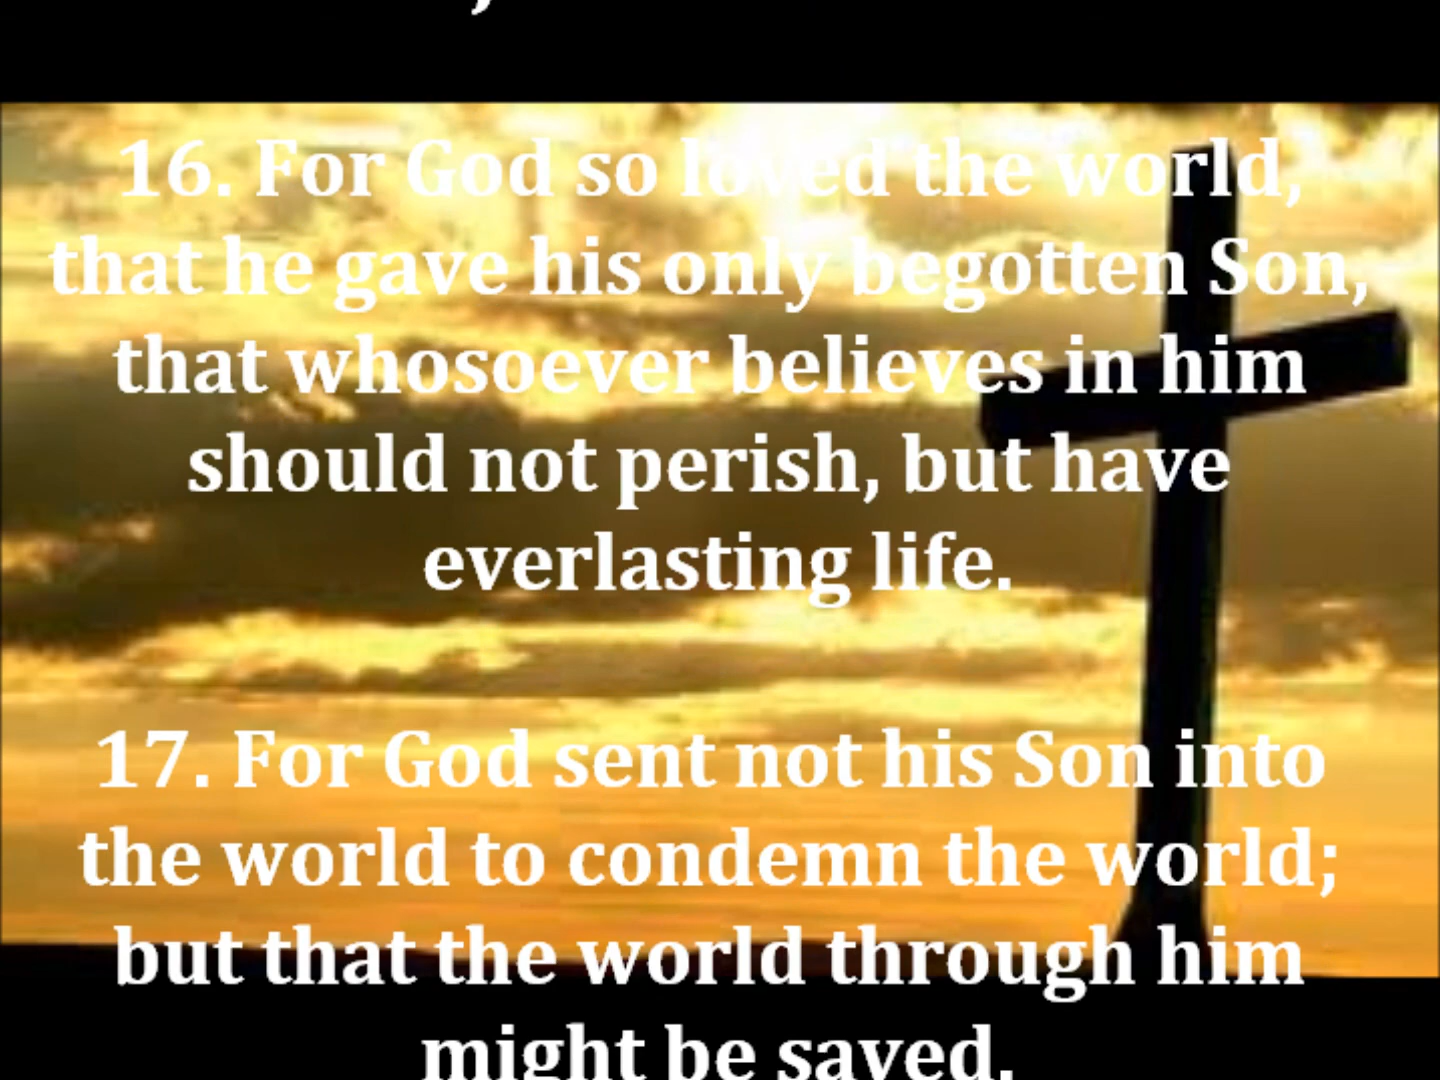 16. For God so loved the world,
that he gave his only begotten Son,
that whosoever believes in him
should not perish, but have
everlasting life.
17. For God sent not his Son into
the world to condemn the world;
but that the world through him
might be saved.